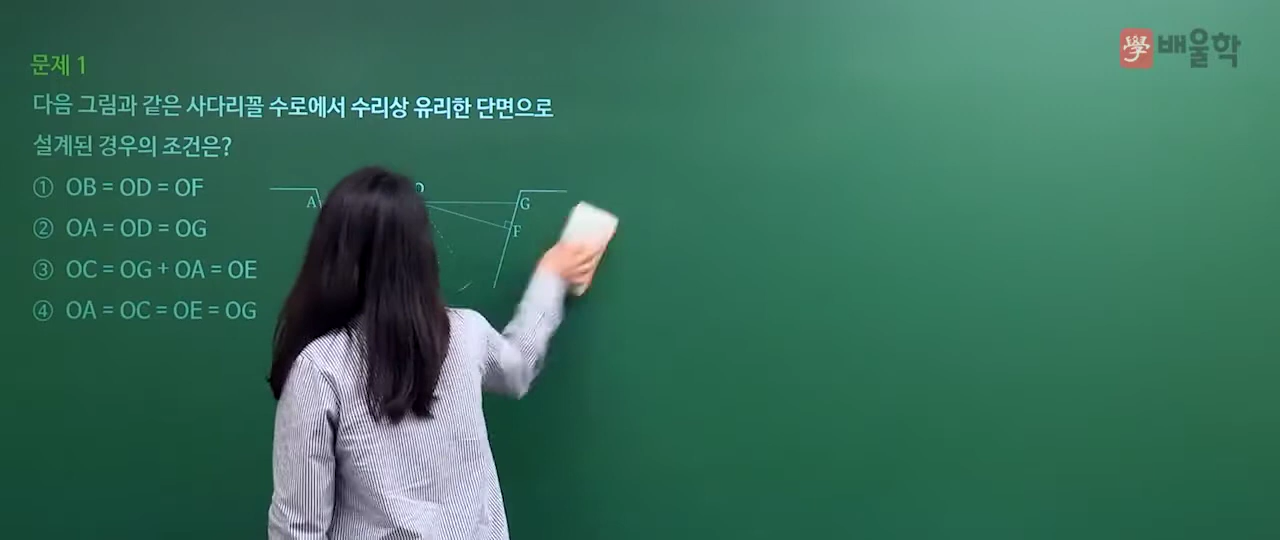 學 배울학
문제 1
다음 그림과 같은 사다리꼴 수로에서 수리상 유리한 단면으로
설계된 경우의 조건은?
① OB = OD = OF
② OA = OD = OG
③ OC = OG + OA = OE
④ OA = OC = OE = OG
A
G
F